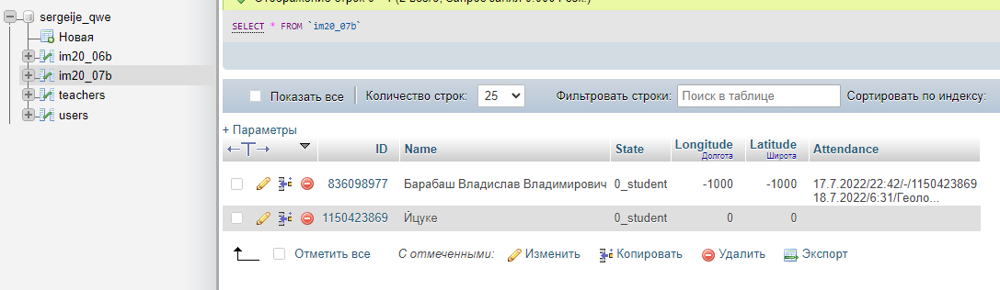 sergeije_qwe
Новая
im20_06b
im20_07b
teachers
users
SELECT * FROM `im20_07b`
Показать все Количество строк: 25 Фильтровать строки: Поиск в таблице Сортировать по индексу:
+ Параметры
ID Name State Longitude Latitude Attendance
Долгота Широта
836098977 Барабаш Владислав Владимирович 0_student -1000 -1000 17.7.2022/22:42/-/1150423869
18.7.2022/6:31/Геоло...
1150423869 Йцуке 0_student 0 0
Отметить все С отмеченными: Изменить Копировать Удалить Экспорт